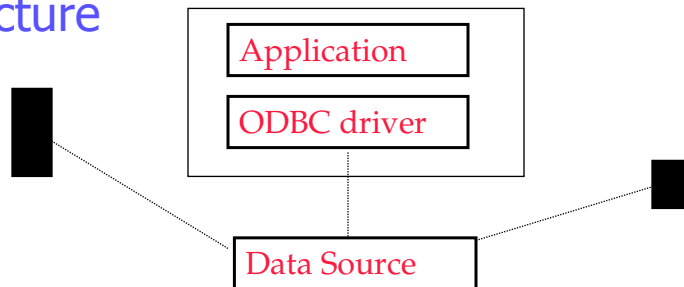 cture
Application
ODBC driver
Data Source